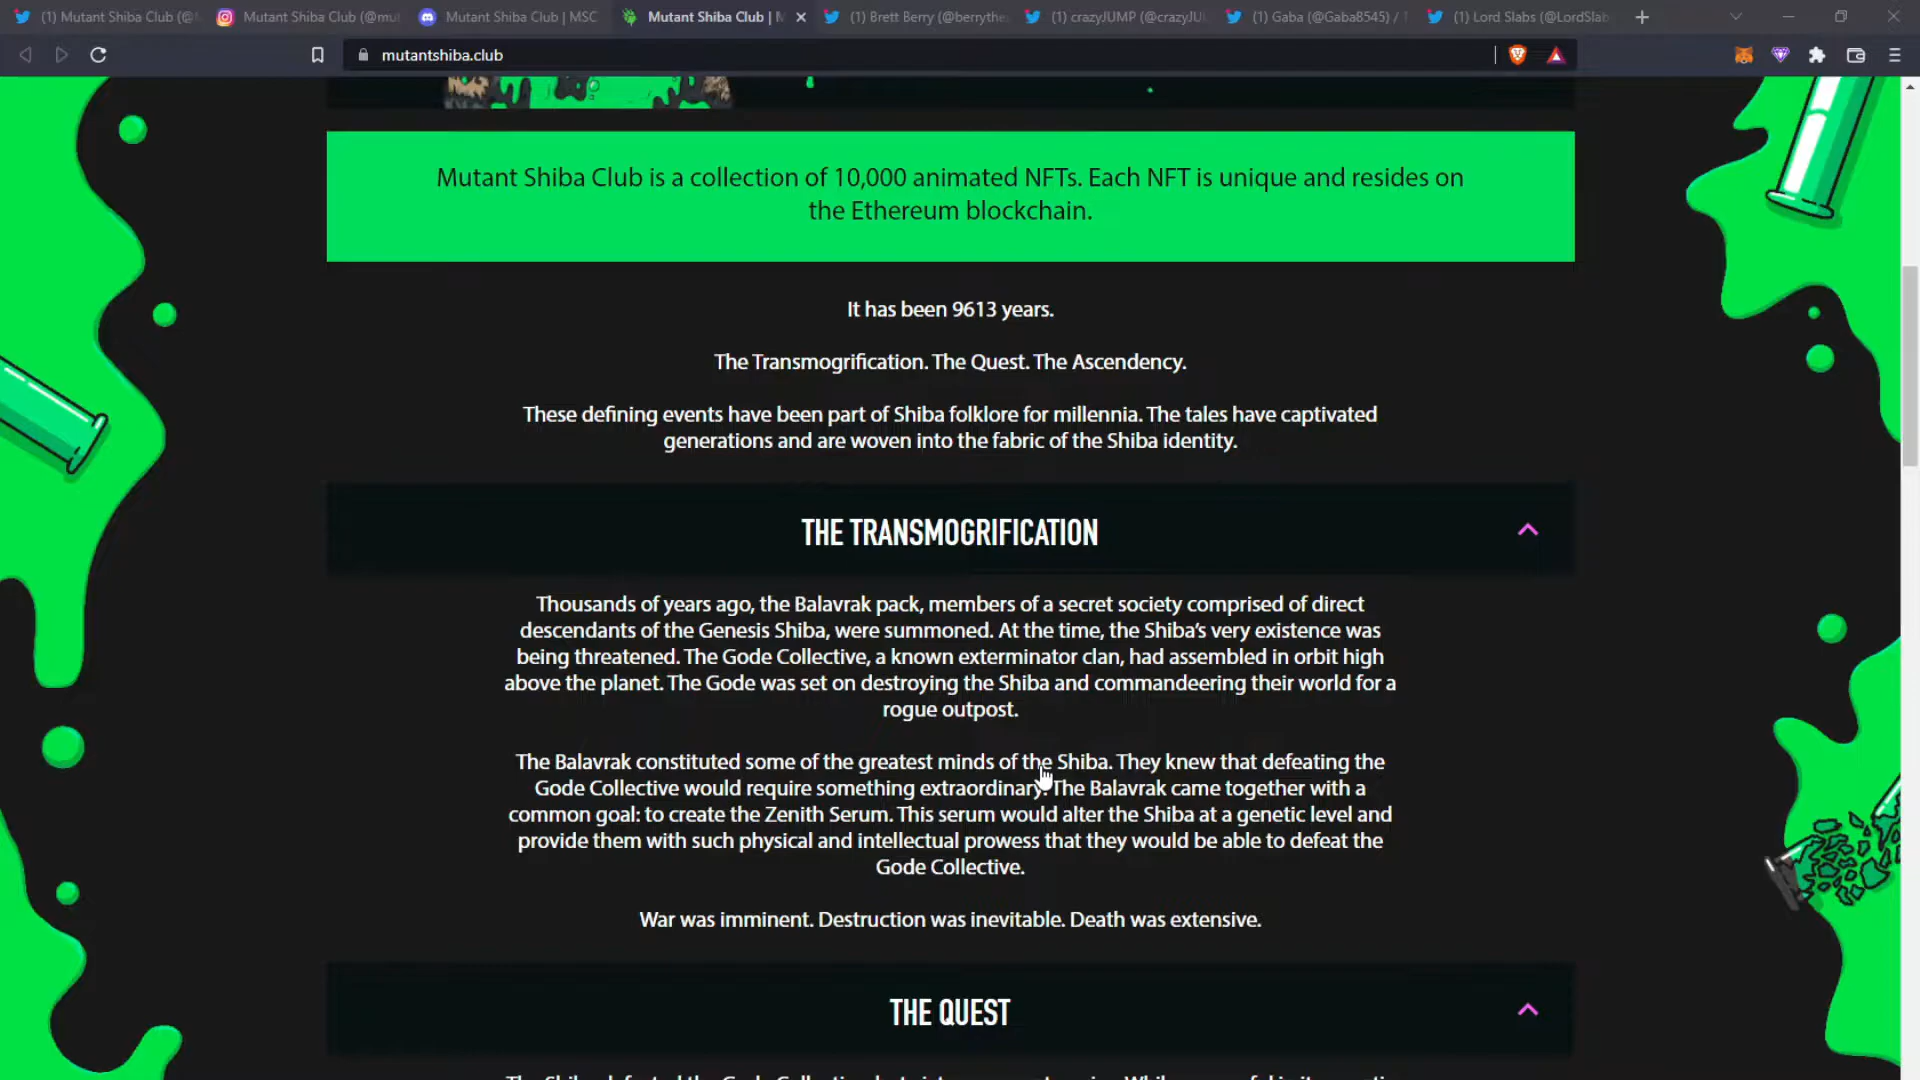 (1) Mutant Shiba Club (@
Mutant Shiba Club (@mut
Mutant Shiba Club | MSC
Mutant Shiba Club |
(1) Brett Berry (@berrythe
(1) crazyJUMP (@crazyJU
(1) Gaba (@Gaba8545) /
(1) Lord Slabs (@LordSlab
mutantshiba.club
Mutant Shiba Club is a collection of 10,000 animated NFTs. Each NFT is unique and resides on
the Ethereum blockchain.
It has been 9613 years.
The Transmogrification. The Quest. The Ascendency.
These defining events have been part of Shiba folklore for millennia. The tales have captivated
generations and are woven into the fabric of the Shiba identity.
THE TRANSMOGRIFICATION
Thousands of years ago, the Balavrak pack, members of a secret society comprised of direct
descendants of the Genesis Shiba, were summoned. At the time, the Shiba's very existence was
being threatened. The Gode Collective, a known exterminator clan, had assembled in orbit high
above the planet. The Gode was set on destroying the Shiba and commandeering their world for a
rogue outpost.
The Balavrak constituted some of the greatest minds of the Shiba. They knew that defeating the
Gode Collective would require something extraordinary. The Balavrak came together with a
common goal: to create the Zenith Serum. This serum would alter the Shiba at a genetic level and
provide them with such physical and intellectual prowess that they would be able to defeat the
Gode Collective.
War was imminent. Destruction was inevitable. Death was extensive.
THE QUEST